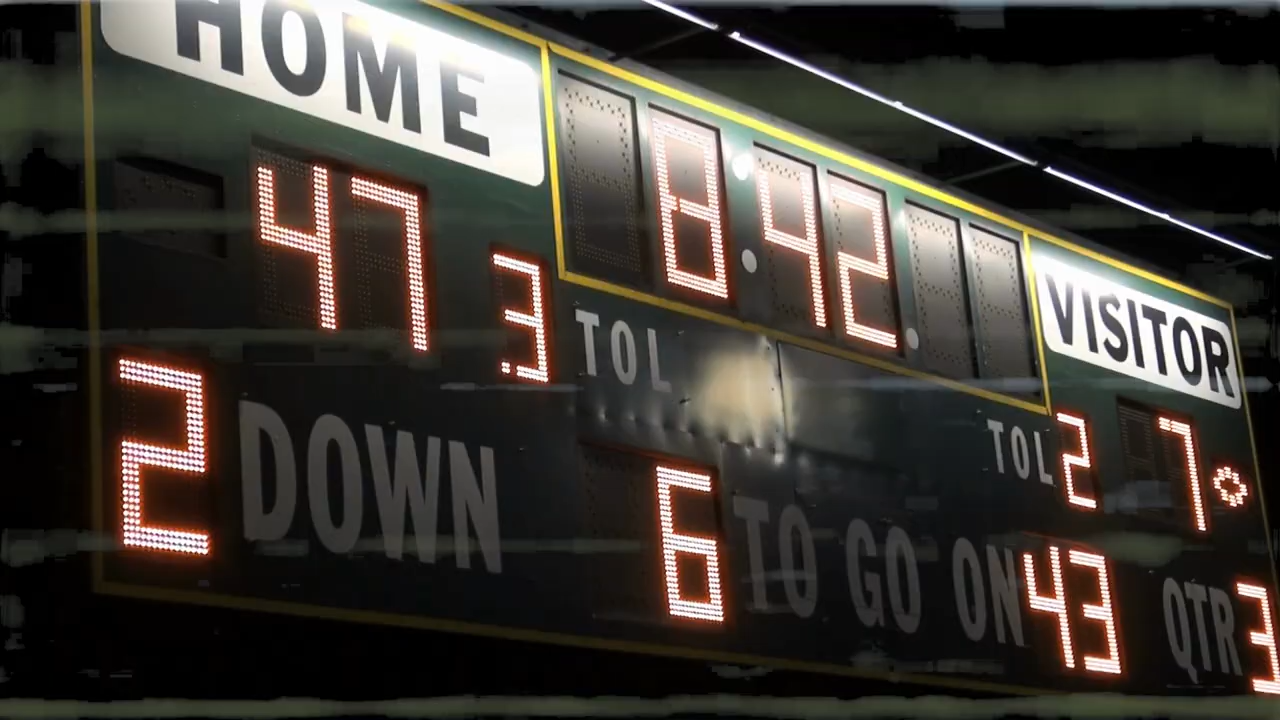 HOME
8:42
VISITOR
47
3 TOL
TOL 2
7
2 DOWN
6 TO GO ON 43
QTR 3